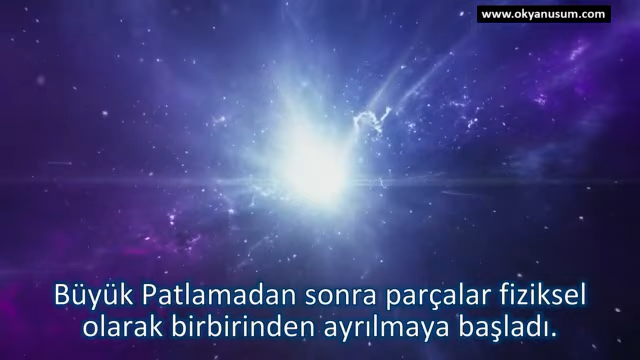 www.okyanusum.com
Büyük Patlamadan sonra parçalar fiziksel
olarak birbirinden ayrılmaya başladı.